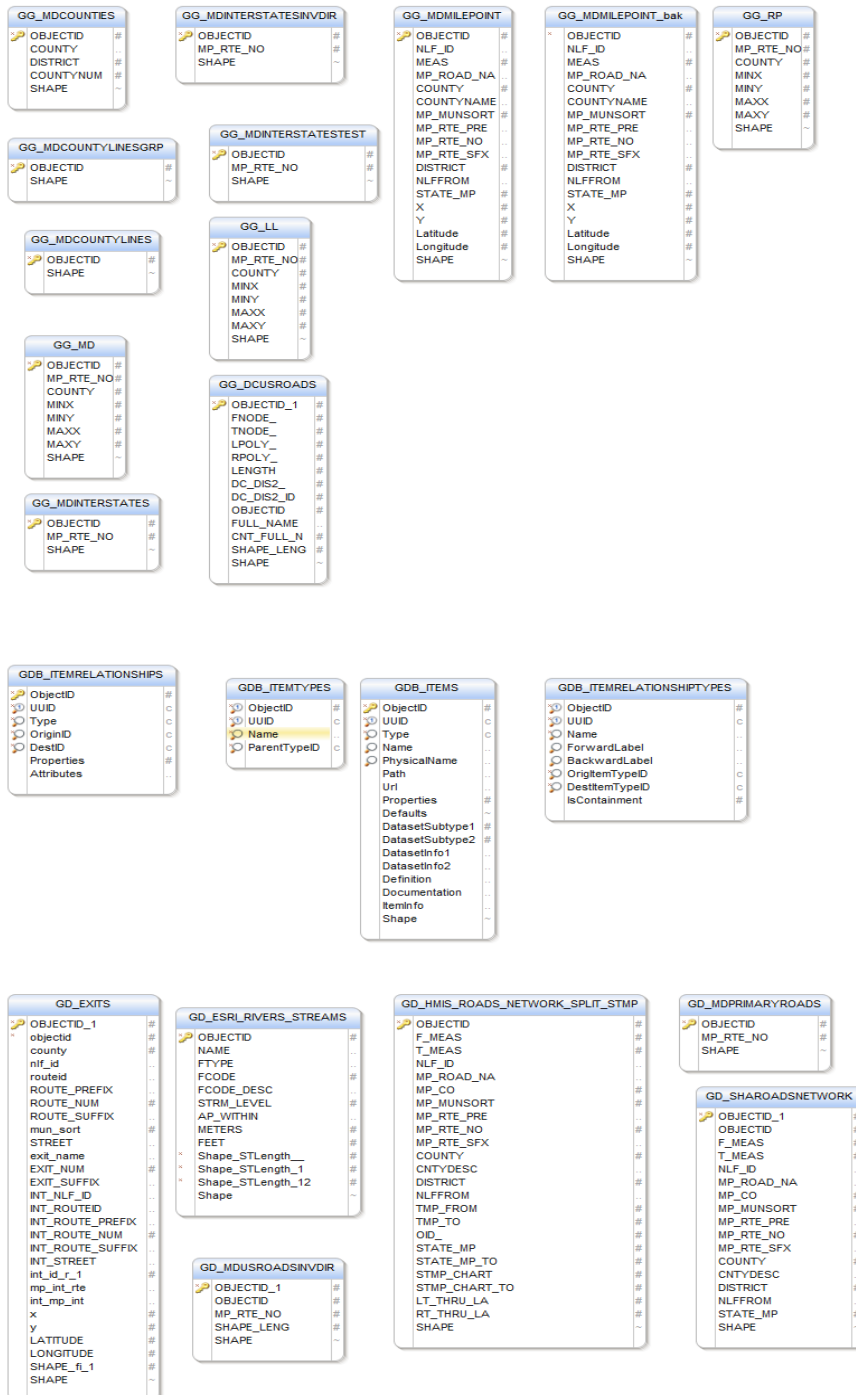 GG_MDCOUNTIES
OBJECTID #
COUNTY ..
DISTRICT #
COUNTYNUM #
SHAPE ~
GG_MDINTERSTATESINVDIR
OBJECTID #
MP_RTE_NO #
SHAPE ~
GG_MDMILEPOINT
OBJECTID #
NLF_ID ..
MEAS #
MP_ROAD_NA ..
COUNTY #
COUNTYNAME ..
MP_MUNSORT #
MP_RTE_PRE ..
MP_RTE_NO ..
MP_RTE_SFX ..
DISTRICT #
NLFFROM ..
STATE_MP #
X #
Y #
Latitude #
Longitude #
SHAPE ~
GG_MDMILEPOINT_bak
OBJECTID #
NLF_ID ..
MEAS #
MP_ROAD_NA ..
COUNTY #
COUNTYNAME ..
MP_MUNSORT #
MP_RTE_PRE ..
MP_RTE_NO ..
MP_RTE_SFX ..
DISTRICT #
NLFFROM ..
STATE_MP #
X #
Y #
Latitude #
Longitude #
SHAPE ~
GG_RP
OBJECTID #
MP_RTE_NO #
COUNTY #
MINX #
MINY #
MAXX #
MAXY #
SHAPE ~
GG_MDCOUNTYLINESGRP
OBJECTID #
SHAPE ~
GG_MDINTERSTATESTEST
OBJECTID #
MP_RTE_NO #
SHAPE ~
GG_MDCOUNTYLINES
OBJECTID #
SHAPE ~
GG_LL
OBJECTID #
MP_RTE_NO #
COUNTY #
MINX #
MINY #
MAXX #
MAXY #
SHAPE ~
GG_MD
OBJECTID #
MP_RTE_NO #
COUNTY #
MINX #
MINY #
MAXX #
MAXY #
SHAPE ~
GG_DCUSROADS
OBJECTID_1 #
FNODE_ #
TNODE_ #
LPOLY_ #
RPOLY_ #
LENGTH #
DC_DIS2_ #
DC_DIS2_ID #
OBJECTID #
FULL_NAME ..
CNT_FULL_N #
SHAPE_LENG #
SHAPE ~
GG_MDINTERSTATES
OBJECTID #
MP_RTE_NO #
SHAPE ~
GDB_ITEMRELATIONSHIPS
ObjectID #
UUID c
Type c
OriginID c
DestID c
Properties #
Attributes ..
GDB_ITEMTYPES
ObjectID #
UUID c
Name ..
ParentTypeID c
GDB_ITEMS
ObjectID #
UUID c
Type c
Name ..
PhysicalName ..
Path ..
Url ..
Properties #
Defaults ~
DatasetSubtype1 #
DatasetSubtype2 #
DatasetInfo1 ..
DatasetInfo2 ..
Definition ..
Documentation ..
ItemInfo ..
Shape ~
GDB_ITEMRELATIONSHIPTYPES
ObjectID #
UUID c
Name ..
ForwardLabel ..
BackwardLabel ..
OrigItemTypeID c
DestItemTypeID c
IsContainment #
GD_EXITS
OBJECTID_1 #
objectid #
county #
nlf_id ..
routeid ..
ROUTE_PREFIX ..
ROUTE_NUM #
ROUTE_SUFFIX ..
mun_sort #
STREET ..
exit_name ..
EXIT_NUM #
EXIT_SUFFIX ..
INT_NLF_ID ..
INT_ROUTEID ..
INT_ROUTE_PREFIX ..
INT_ROUTE_NUM #
INT_ROUTE_SUFFIX ..
INT_STREET ..
int_id_r_1 #
mp_int_rte ..
int_mp_int ..
x #
y #
LATITUDE #
LONGITUDE #
SHAPE_fi_1 #
SHAPE ~
GD_ESRI_RIVERS_STREAMS
OBJECTID #
NAME ..
FTYPE ..
FCODE #
FCODE_DESC ..
STRM_LEVEL #
AP_WITHIN ..
METERS #
FEET #
Shape_STLength__ #
Shape_STLength_1 #
Shape_STLength_12 #
Shape ~
GD_MDUSROADSINVDIR
OBJECTID_1 #
OBJECTID #
MP_RTE_NO #
SHAPE_LENG #
SHAPE ~
GD_HMIS_ROADS_NETWORK_SPLIT_STMP
OBJECTID #
F_MEAS #
T_MEAS #
NLF_ID ..
MP_ROAD_NA ..
MP_CO #
MP_MUNSORT #
MP_RTE_PRE ..
MP_RTE_NO #
MP_RTE_SFX ..
COUNTY #
CNTYDESC ..
DISTRICT #
NLFFROM ..
TMP_FROM #
TMP_TO #
OID_ #
STATE_MP #
STATE_MP_TO #
STMP_CHART #
STMP_CHART_TO #
LT_THRU_LA #
RT_THRU_LA #
SHAPE ~
GD_MDPRIMARYROADS
OBJECTID #
MP_RTE_NO #
SHAPE ~
GD_SHAROADSNETWORK
OBJECTID_1
OBJECTID
F_MEAS
T_MEAS
NLF_ID
MP_ROAD_NA
MP_CO
MP_MUNSORT
MP_RTE_PRE
MP_RTE_NO
MP_RTE_SFX
COUNTY
CNTYDESC
DISTRICT
NLFFROM
STATE_MP
SHAPE